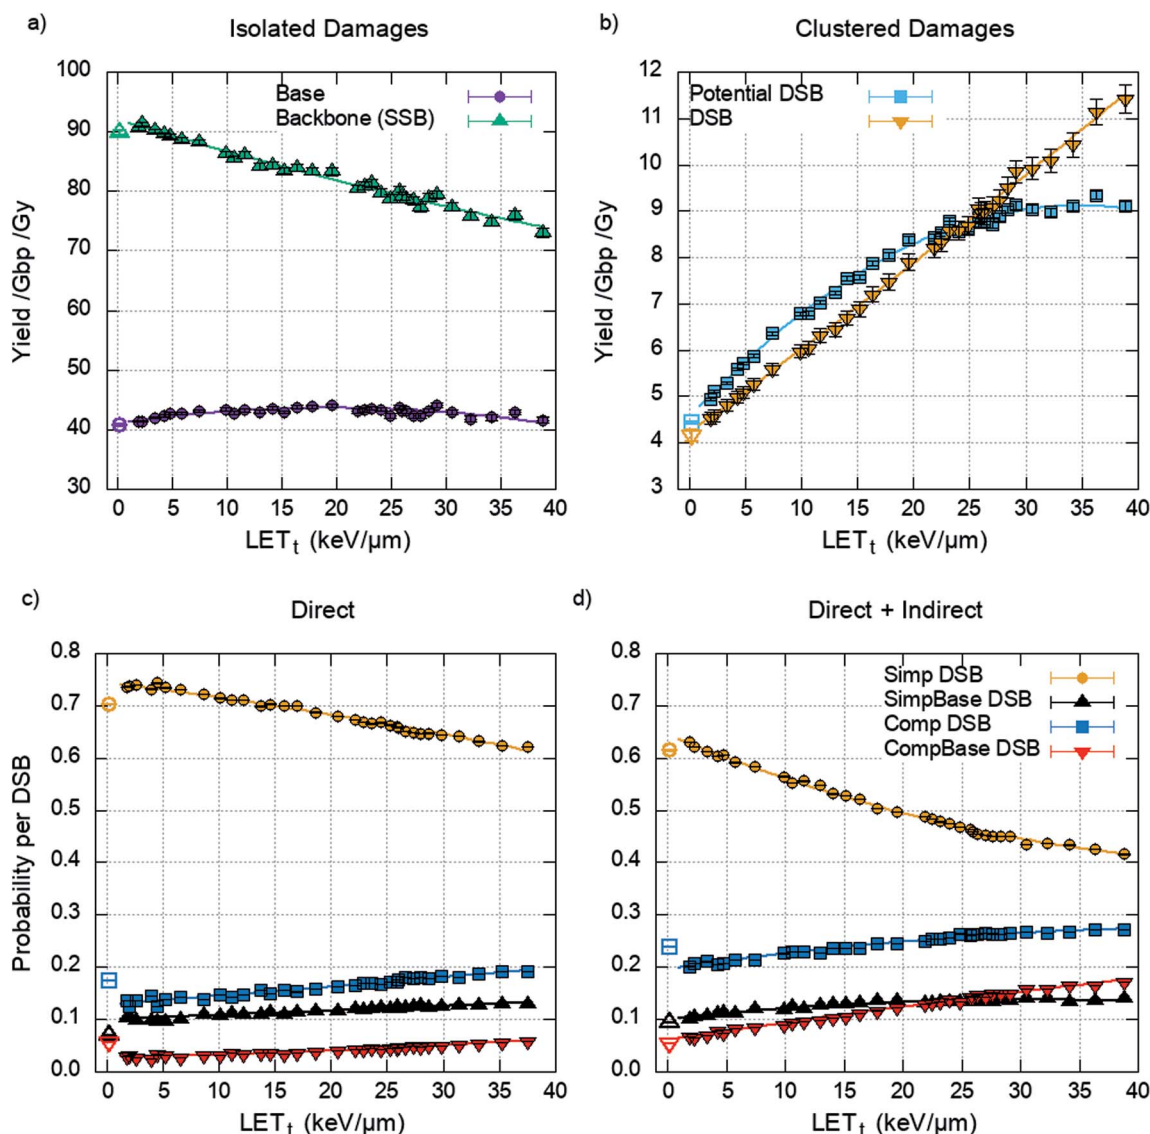 a)
Isolated Damages
Yield /Gbp /Gy
100
90
80
70
60
50
40
30
Base
Backbone (SSB)
0 5 10 15 20 25 30 35 40
LETt (keV/µm)
b)
Clustered Damages
Yield /Gbp /Gy
12
11
10
9
8
7
6
5
4
3
Potential DSB
DSB
0 5 10 15 20 25 30 35 40
LETt (keV/µm)
c)
Direct
Probability per DSB
0.8
0.7
0.6
0.5
0.4
0.3
0.2
0.1
0.0
0 5 10 15 20 25 30 35 40
LETt (keV/µm)
d)
Direct + Indirect
0.8
0.7
0.6
0.5
0.4
0.3
0.2
0.1
0.0
Simp DSB
SimpBase DSB
Comp DSB
CompBase DSB
0 5 10 15 20 25 30 35 40
LETt (keV/µm)